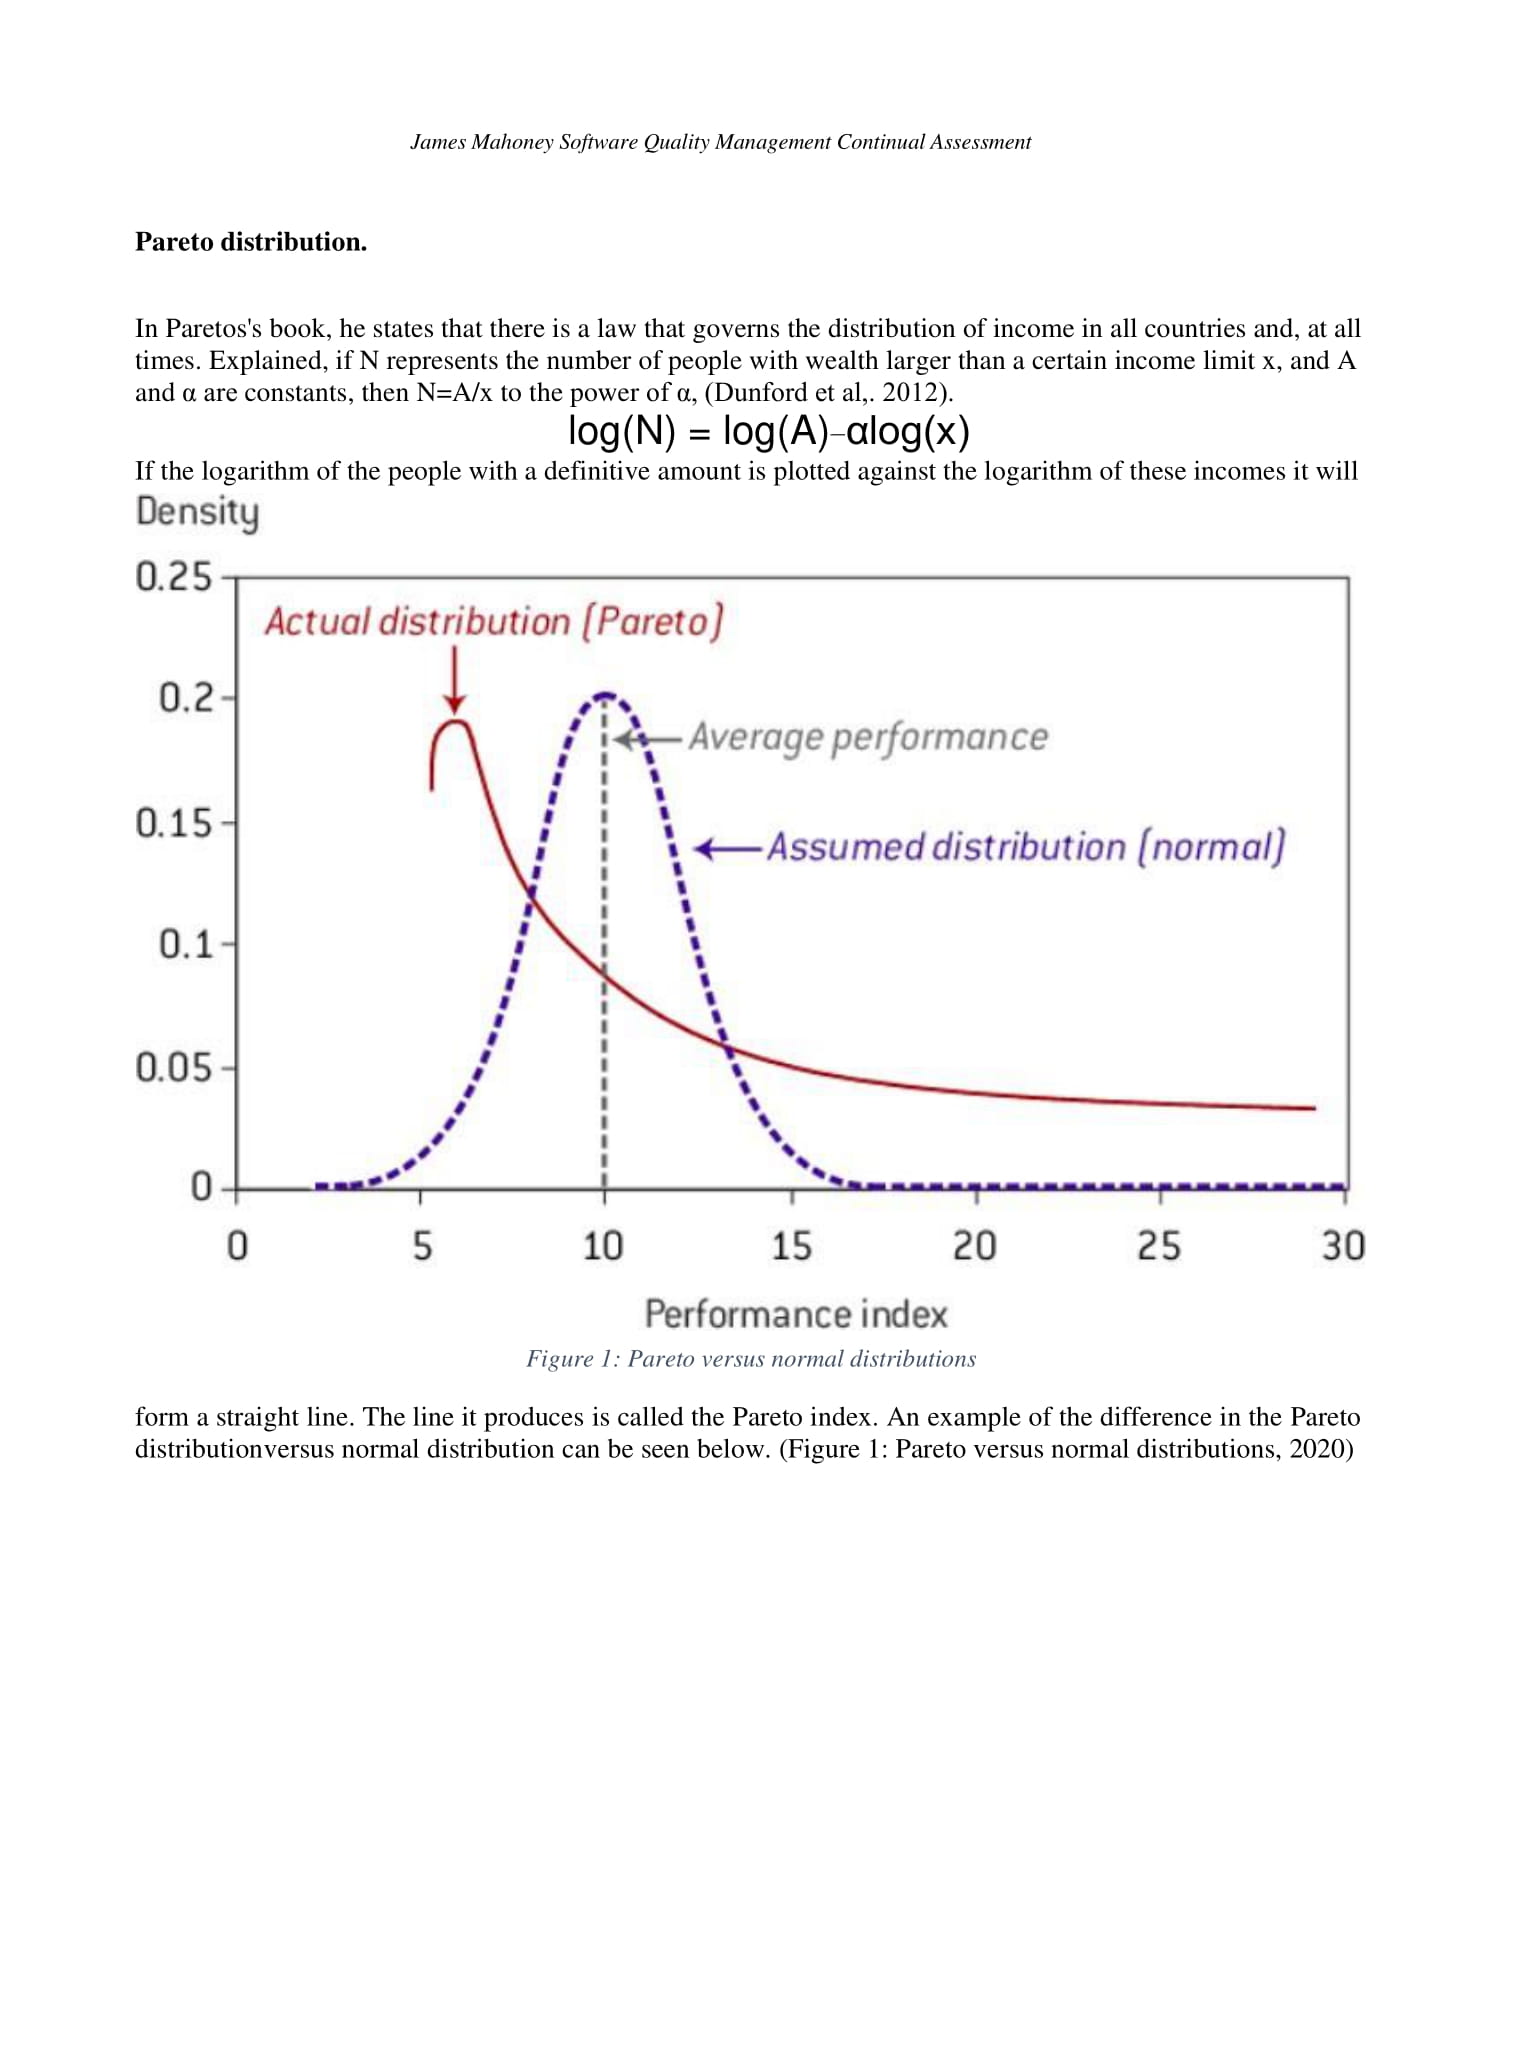 James Mahoney Software Quality Management Continual Assessment
Pareto distribution.
In Paretos's book, he states that there is a law that governs the distribution of income in all countries and, at all
times. Explained, if N represents the number of people with wealth larger than a certain income limit x, and A
and α are constants, then N=A/x to the power of α, (Dunford et al,. 2012).
log(N) = log(A)–αlog(x)
If the logarithm of the people with a definitive amount is plotted against the logarithm of these incomes it will
Density
0.25
Actual distribution (Pareto)
0.2
Average performance
0.15
Assumed distribution (normal)
0.1
0.05
0
0 5 10 15 20 25 30
Performance index
Figure 1: Pareto versus normal distributions
form a straight line. The line it produces is called the Pareto index. An example of the difference in the Pareto
distributionversus normal distribution can be seen below. (Figure 1: Pareto versus normal distributions, 2020)